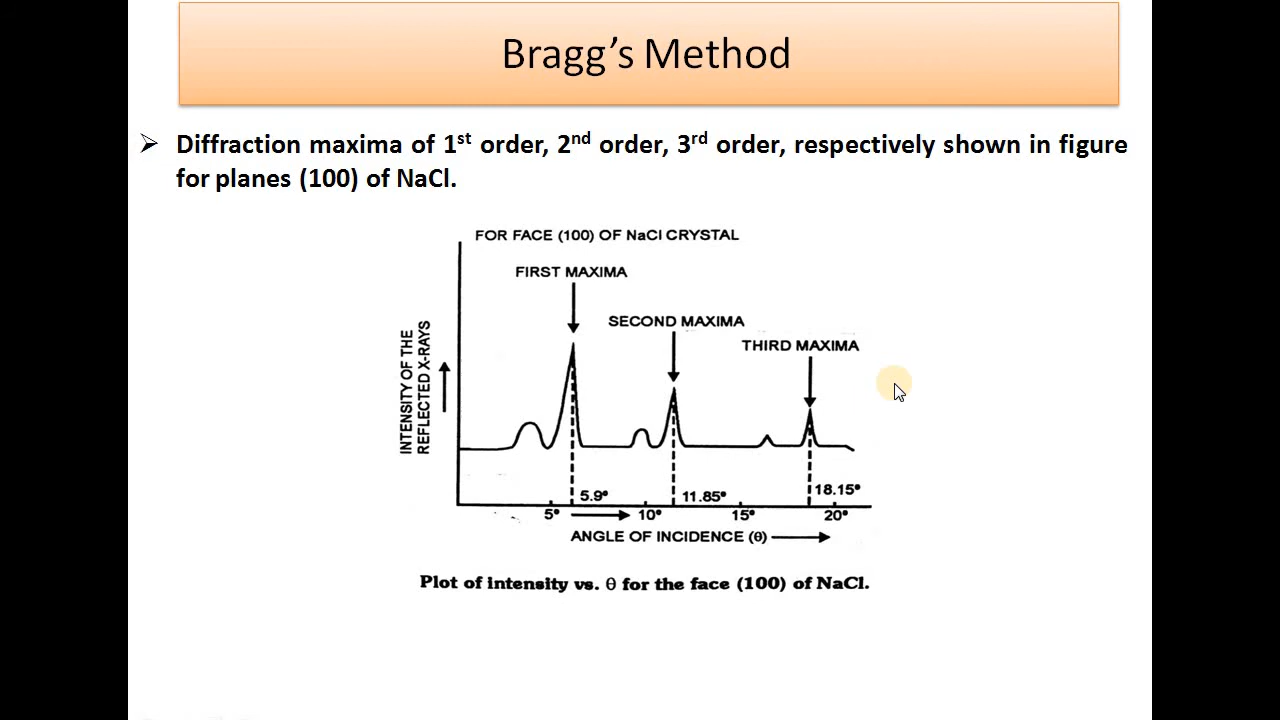 Bragg's Method
➢ Diffraction maxima of 1st order, 2nd order, 3rd order, respectively shown in figure
for planes (100) of NaCl.
FOR FACE (100) OF NaCl CRYSTAL
FIRST MAXIMA
SECOND MAXIMA
THIRD MAXIMA
INTENSITY OF THE
REFLECTED X-RAYS
5.9°
11.85°
18.15°
5°
10°
15°
20°
ANGLE OF INCIDENCE (θ)
Plot of intensity vs. θ for the face (100) of NaCl.